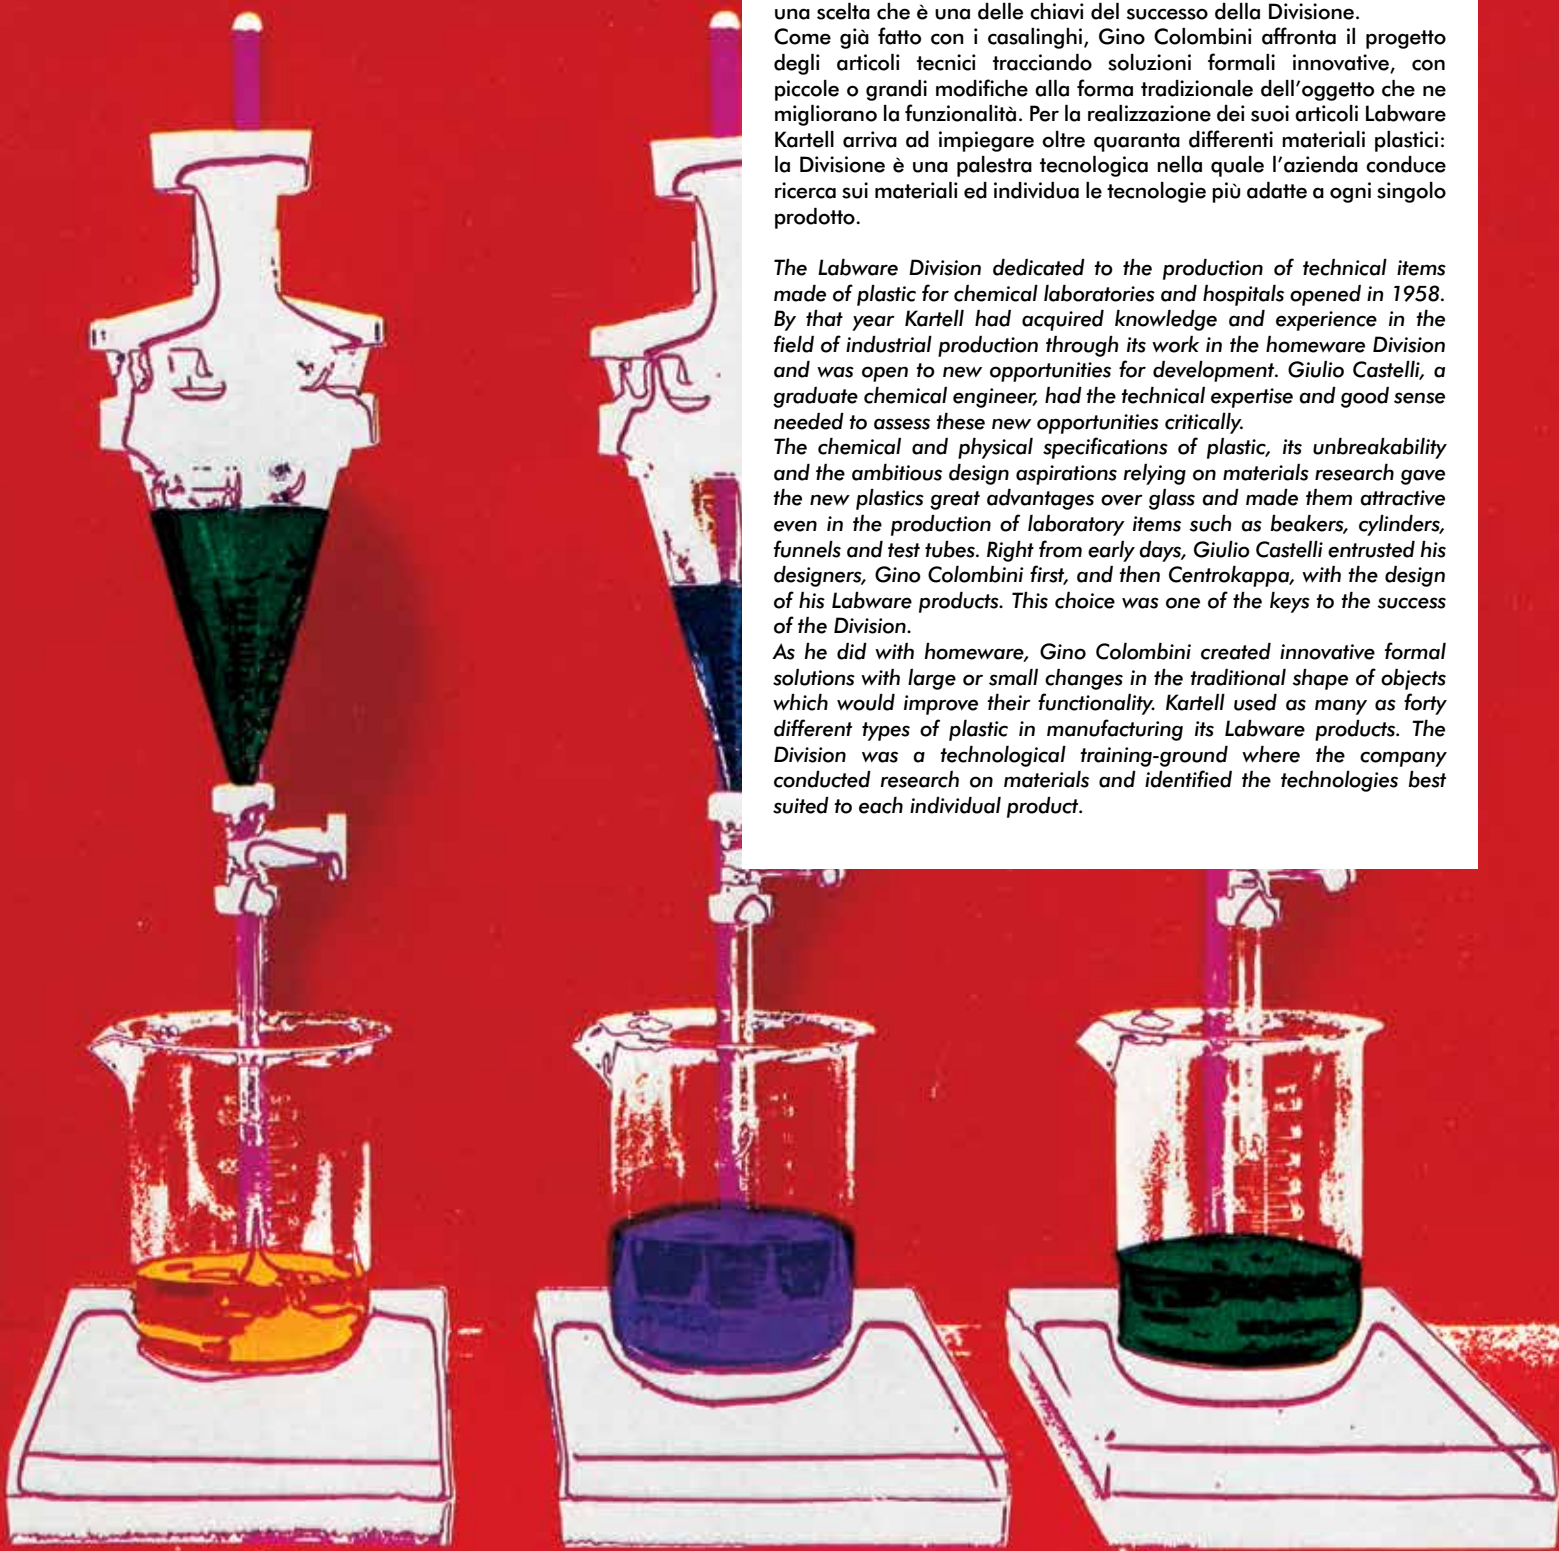 una scelta che è una delle chiavi del successo della Divisione.
Come già fatto con i casalinghi, Gino Colombini affronta il progetto
degli articoli tecnici tracciando soluzioni formali innovative, con
piccole o grandi modifiche alla forma tradizionale dell'oggetto che ne
migliorano la funzionalità. Per la realizzazione dei suoi articoli Labware
Kartell arriva ad impiegare oltre quaranta differenti materiali plastici:
la Divisione è una palestra tecnologica nella quale l'azienda conduce
ricerca sui materiali ed individua le tecnologie più adatte a ogni singolo
prodotto.
The Labware Division dedicated to the production of technical items
made of plastic for chemical laboratories and hospitals opened in 1958.
By that year Kartell had acquired knowledge and experience in the
field of industrial production through its work in the homeware Division
and was open to new opportunities for development. Giulio Castelli, a
graduate chemical engineer, had the technical expertise and good sense
needed to assess these new opportunities critically.
The chemical and physical specifications of plastic, its unbreakability
and the ambitious design aspirations relying on materials research gave
the new plastics great advantages over glass and made them attractive
even in the production of laboratory items such as beakers, cylinders,
funnels and test tubes. Right from early days, Giulio Castelli entrusted his
designers, Gino Colombini first, and then Centrokappa, with the design
of his Labware products. This choice was one of the keys to the success
of the Division.
As he did with homeware, Gino Colombini created innovative formal
solutions with large or small changes in the traditional shape of objects
which would improve their functionality. Kartell used as many as forty
different types of plastic in manufacturing its Labware products. The
Division was a technological training-ground where the company
conducted research on materials and identified the technologies best
suited to each individual product.